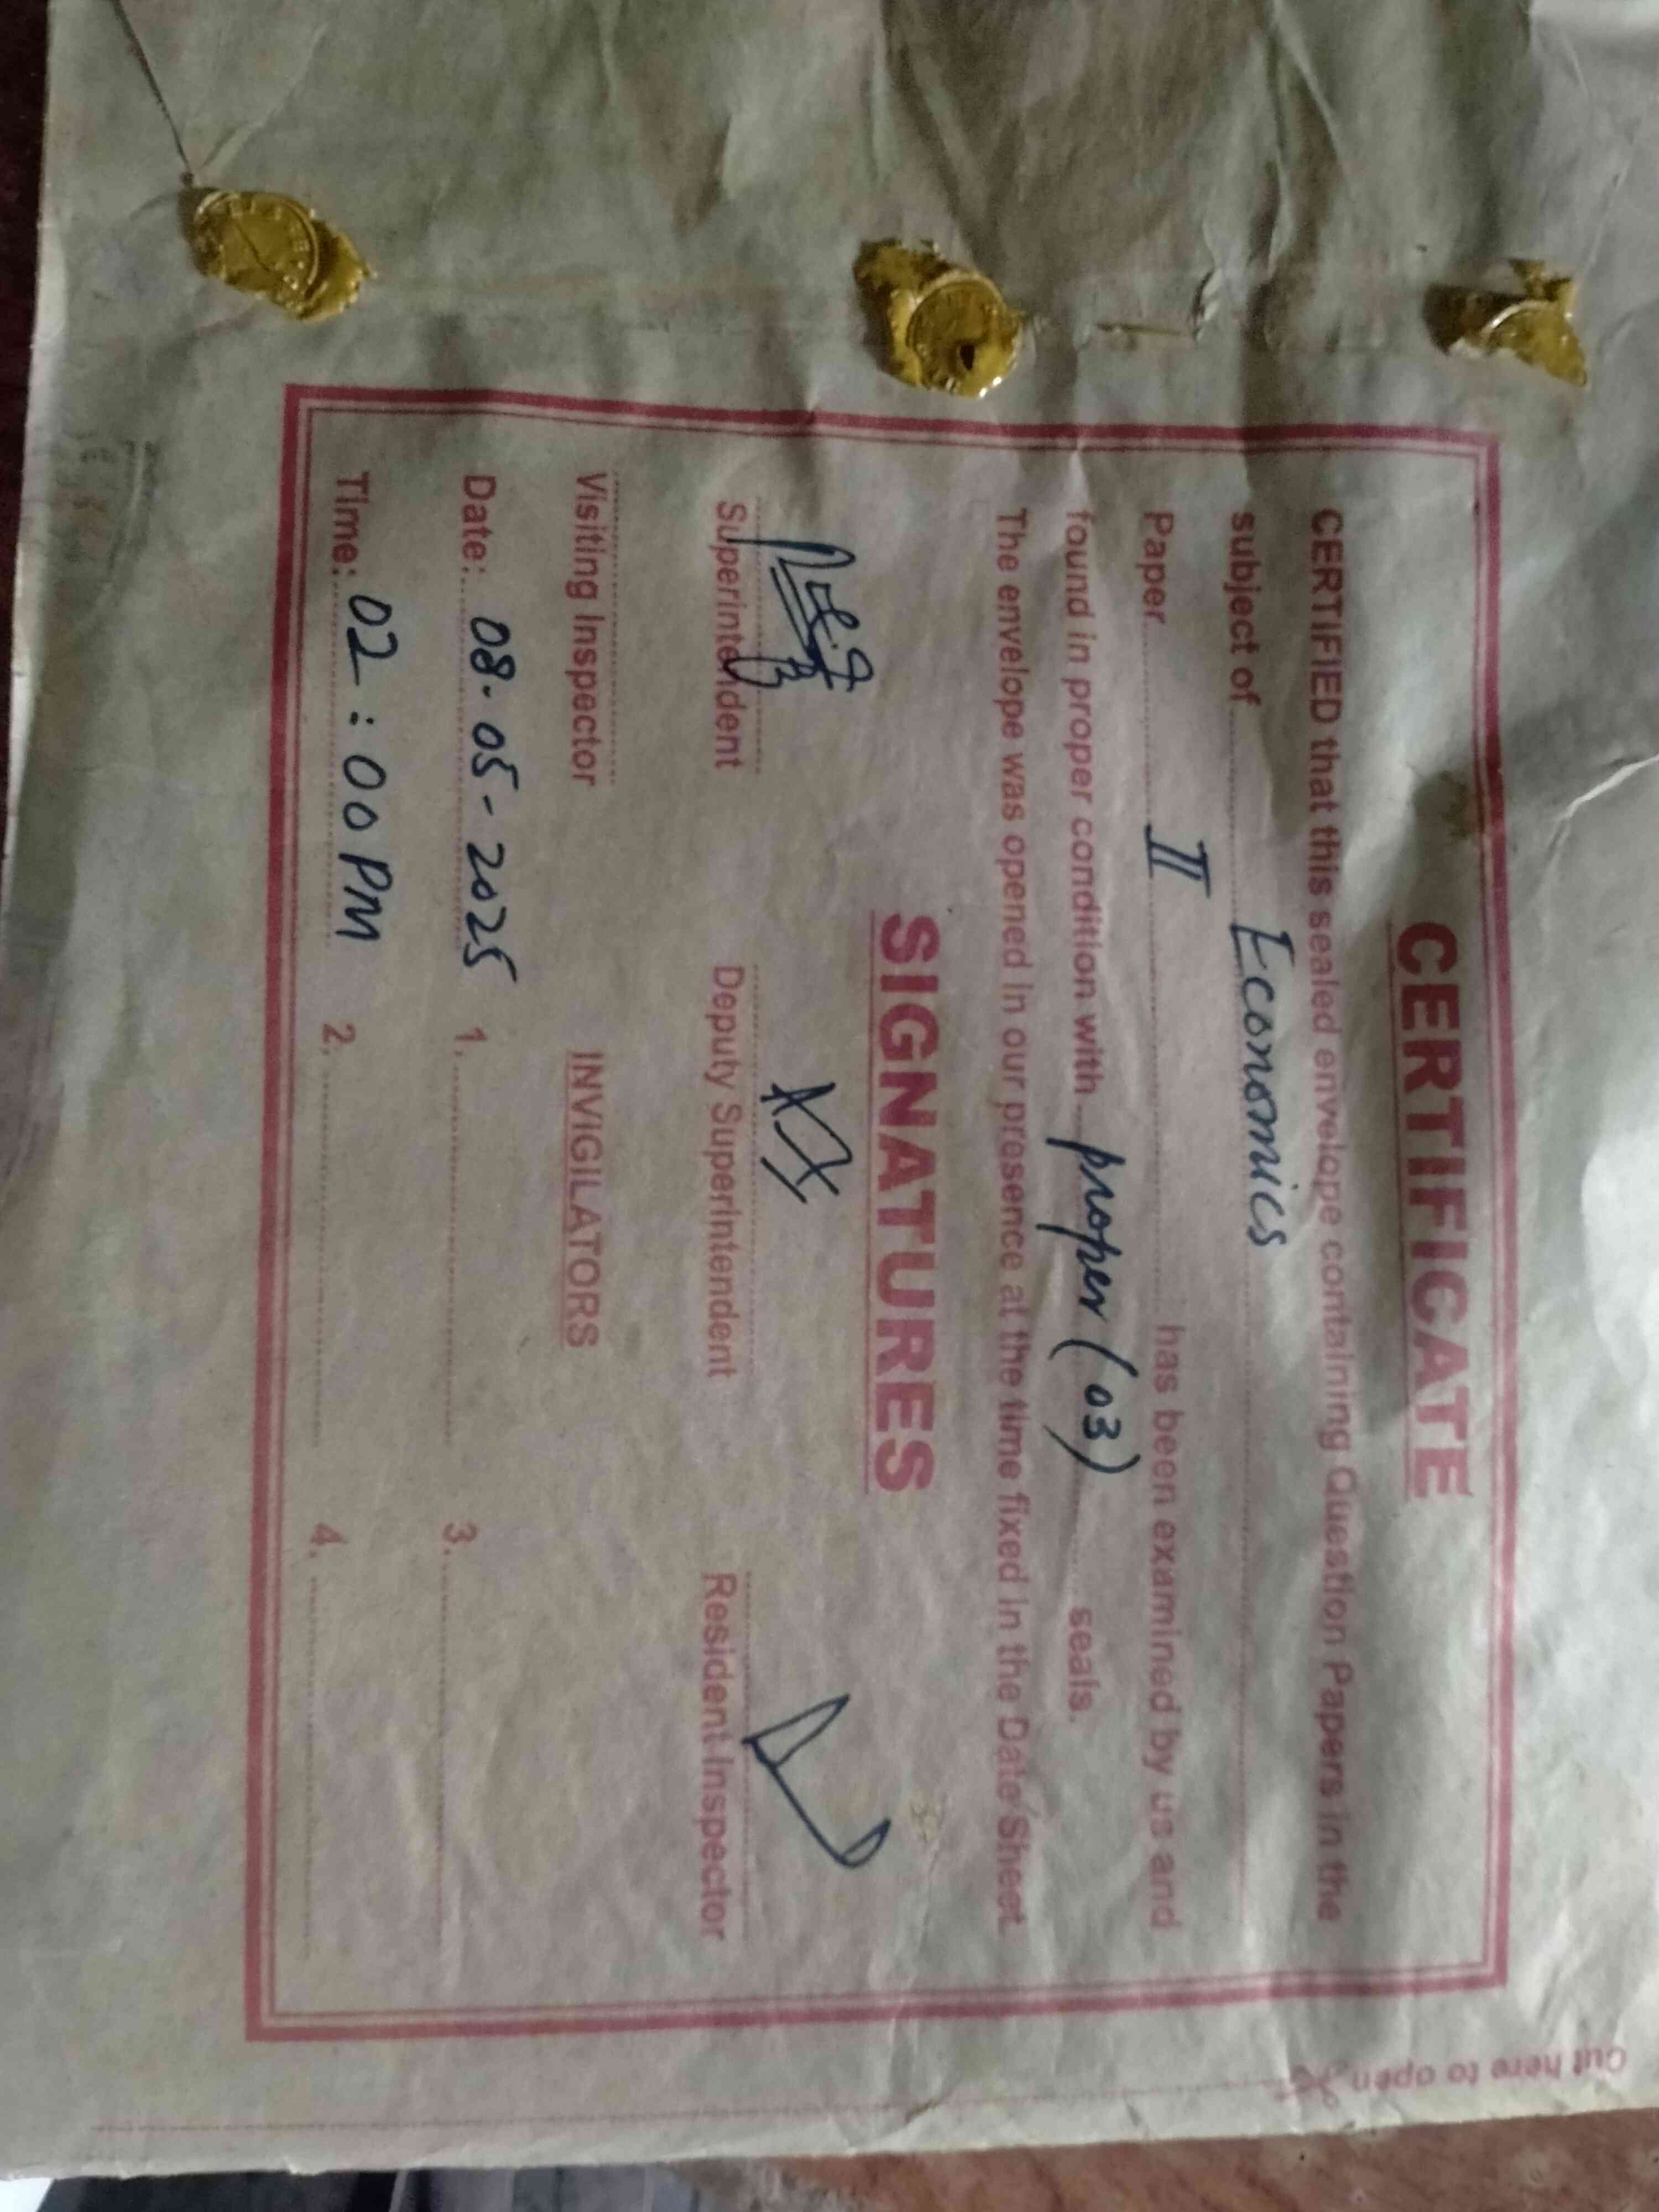 CERTIFICATE
CERTIFIED that this sealed envelope containing Question Papers in the
subject of Economics
Paper II has been examined by us and
found in proper condition with proper (03) seals.
The envelope was opened in our presence at the time fixed in the Date Sheet.
SIGNATURES
Superintendent Deputy Superintendent Resident Inspector
Visiting Inspector INVIGILATORS
Date: 08-05-2025 1. 3.
Time: 02:00 PM 2. 4.
Cut here to open